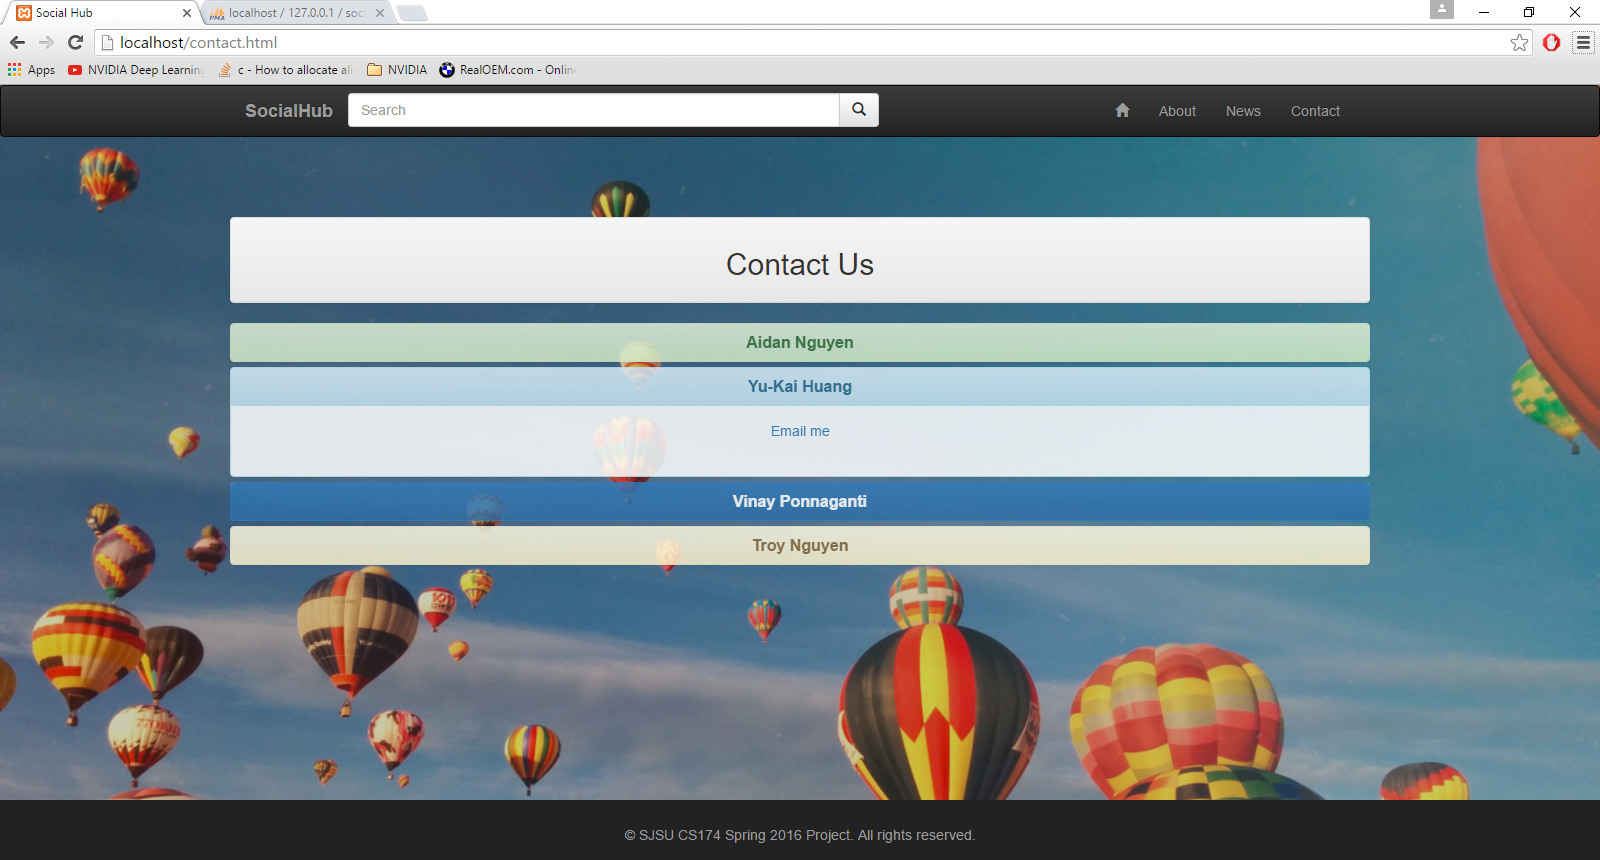 Social Hub
localhost / 127.0.0.1 / soc
localhost/contact.html
Apps NVIDIA Deep Learning c - How to allocate ali NVIDIA RealOEM.com - Onlin
SocialHub Search About News Contact
Contact Us
Aidan Nguyen
Yu-Kai Huang
Email me
Vinay Ponnaganti
Troy Nguyen
© SJSU CS174 Spring 2016 Project. All rights reserved.